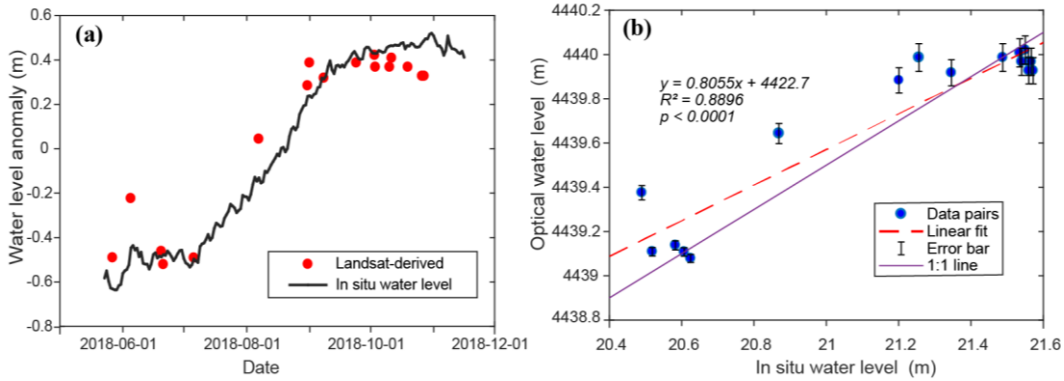 (a)
Water level anomaly (m)
0.6
0.4
0.2
0
-0.2
-0.4
-0.6
-0.8
Landsat-derived
In situ water level
2018-06-01 2018-08-01 2018-10-01 2018-12-01
Date
(b)
Optical water level (m)
4440.2
4440
4439.8
4439.6
4439.4
4439.2
4439
4438.8
y = 0.8055x + 4422.7
R² = 0.8896
p < 0.0001
Data pairs
Linear fit
Error bar
1:1 line
20.4 20.6 20.8 21 21.2 21.4 21.6
In situ water level (m)